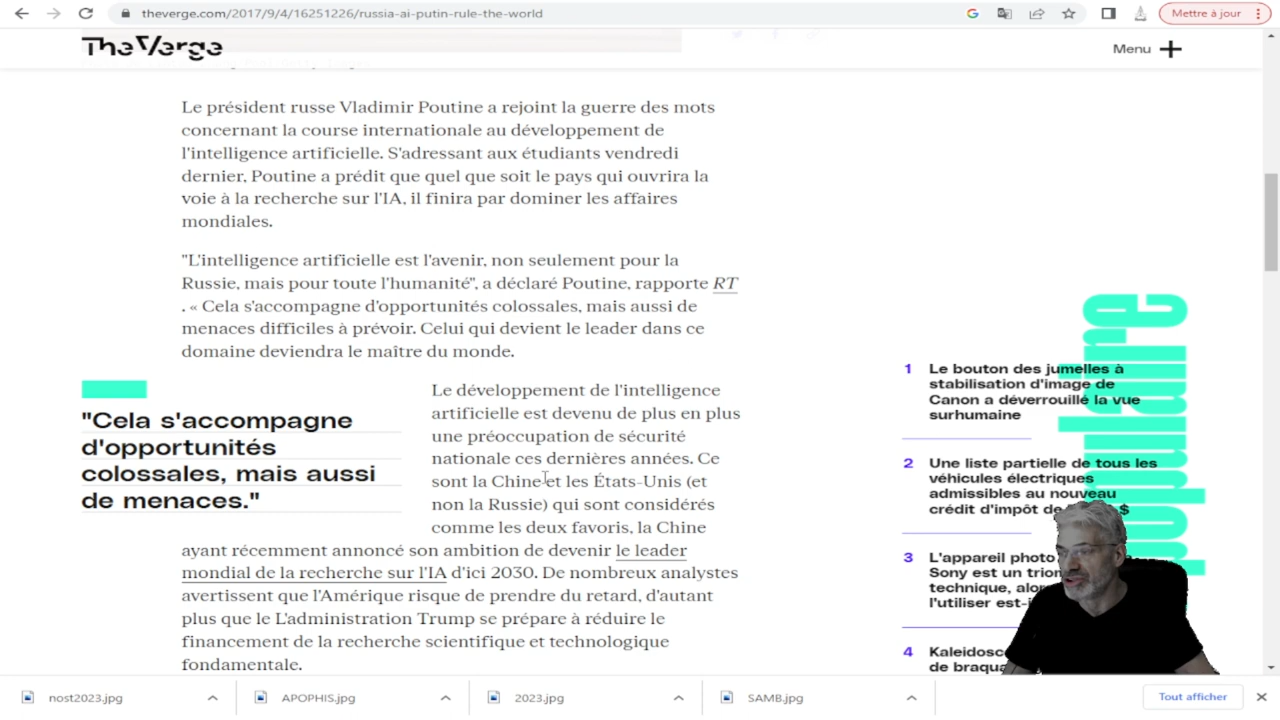 theverge.com/2017/9/4/16251226/russia-ai-putin-rule-the-world
Mettre à jour
The Verge
Menu
Le président russe Vladimir Poutine a rejoint la guerre des mots
concernant la course internationale au développement de
l'intelligence artificielle. S'adressant aux étudiants vendredi
dernier, Poutine a prédit que quel que soit le pays qui ouvrira la
voie à la recherche sur l'IA, il finira par dominer les affaires
mondiales.
"L'intelligence artificielle est l'avenir, non seulement pour la
Russie, mais pour toute l'humanité", a déclaré Poutine, rapporte RT
. « Cela s'accompagne d'opportunités colossales, mais aussi de
menaces difficiles à prévoir. Celui qui devient le leader dans ce
domaine deviendra le maître du monde.
"Cela s'accompagne
d'opportunités
colossales, mais aussi
de menaces."
Le développement de l'intelligence
artificielle est devenu de plus en plus
une préoccupation de sécurité
nationale ces dernières années. Ce
sont la Chine et les États-Unis (et
non la Russie) qui sont considérés
comme les deux favoris, la Chine
ayant récemment annoncé son ambition de devenir le leader
mondial de la recherche sur l'IA d'ici 2030. De nombreux analystes
avertissent que l'Amérique risque de prendre du retard, d'autant
plus que le L'administration Trump se prépare à réduire le
financement de la recherche scientifique et technologique
fondamentale.
populaire
1 Le bouton des jumelles à
stabilisation d'image de
Canon a déverrouillé la vue
surhumaine
2 Une liste partielle de tous les
véhicules électriques
admissibles au nouveau
crédit d'impôt de $
3 L'appareil photo
Sony est un
technique,
l'utiliser
4
de
nost2023.jpg
APOPHIS.jpg
2023.jpg
SAMB.jpg
Tout afficher